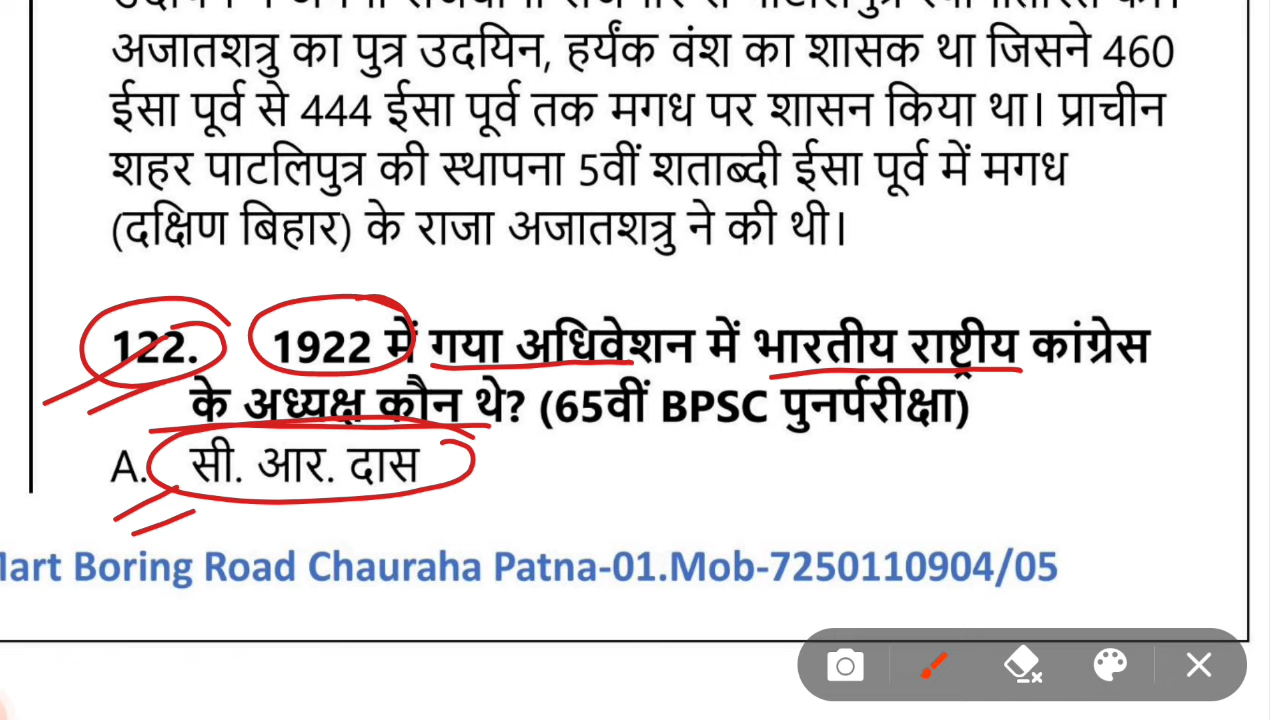 अजातशत्रु का पुत्र उदयिन, हर्यंक वंश का शासक था जिसने 460
ईसा पूर्व से 444 ईसा पूर्व तक मगध पर शासन किया था। प्राचीन
शहर पाटलिपुत्र की स्थापना 5वीं शताब्दी ईसा पूर्व में मगध
(दक्षिण बिहार) के राजा अजातशत्रु ने की थी।
122. 1922 में गया अधिवेशन में भारतीय राष्ट्रीय कांग्रेस
के अध्यक्ष कौन थे? (65वीं BPSC पुनर्परीक्षा)
A. सी. आर. दास
Boring Road Chauraha Patna-01.Mob-7250110904/05